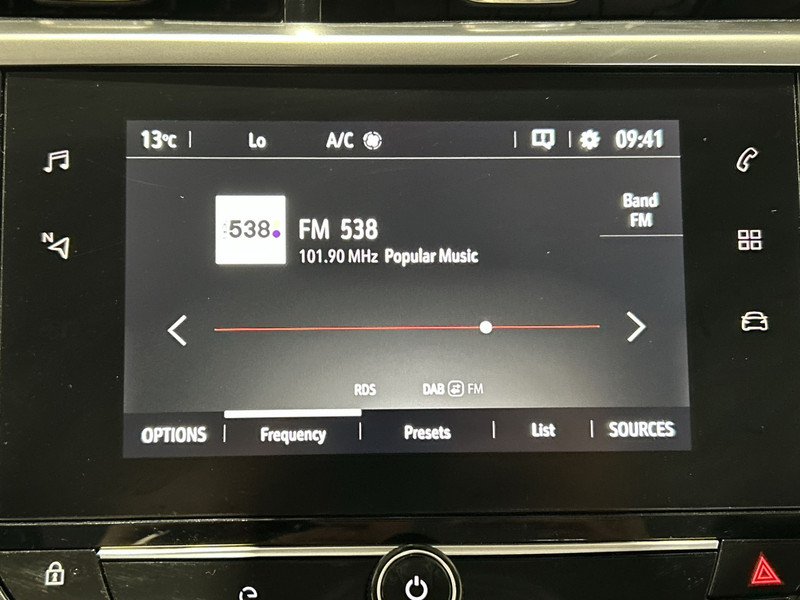 13°C Lo A/C 09:41
N
Band
FM
538
FM 538
101.90 MHz Popular Music
RDS DAB FM
OPTIONS Frequency Presets List SOURCES